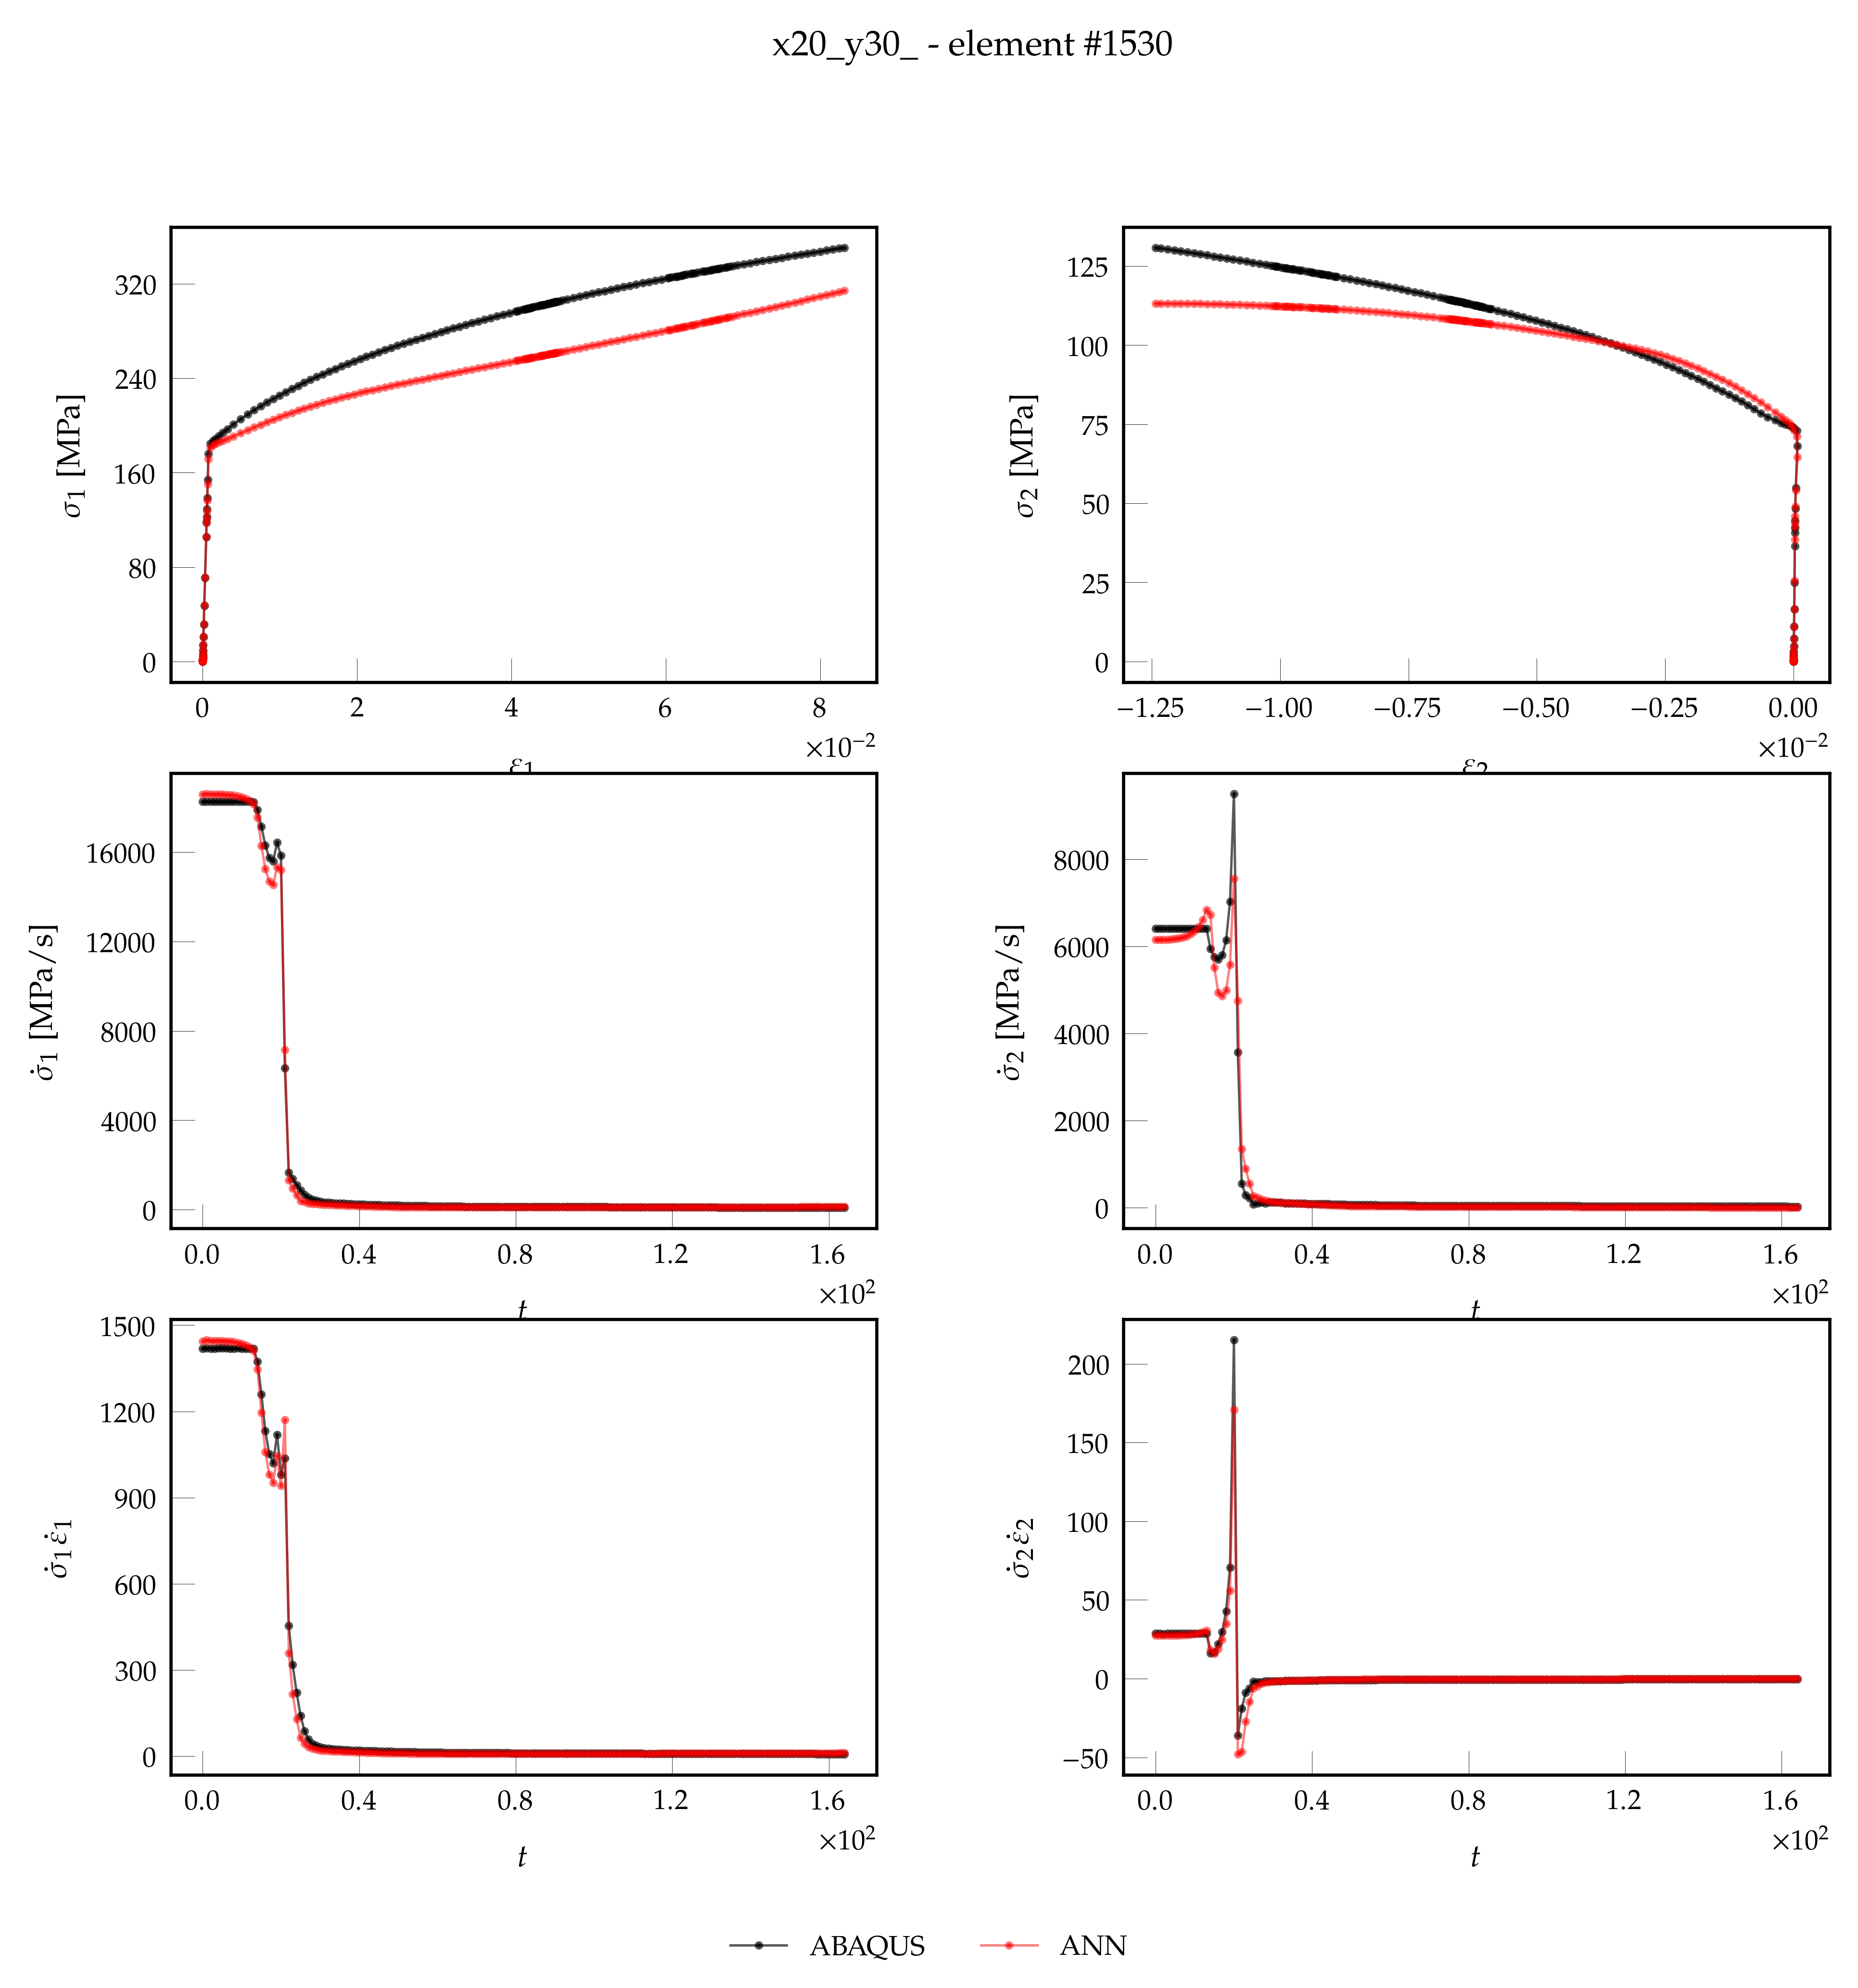 x20_y30_ - element #1530
σ1 [MPa]
320
240
160
80
0
0 2 4 6 8
×10−2
ε1
σ2 [MPa]
125
100
75
50
25
0
−1.25 −1.00 −0.75 −0.50 −0.25 0.00
×10−2
ε2
σ̇1 [MPa/s]
16000
12000
8000
4000
0
0.0 0.4 0.8 1.2 1.6
×102
t
σ̇2 [MPa/s]
8000
6000
4000
2000
0
0.0 0.4 0.8 1.2 1.6
×102
t
σ̇1ε̇1
1500
1200
900
600
300
0
0.0 0.4 0.8 1.2 1.6
×102
t
σ̇2ε̇2
200
150
100
50
0
−50
0.0 0.4 0.8 1.2 1.6
×102
t
ABAQUS ANN